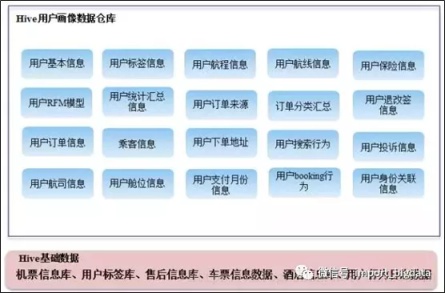 Hive用户画像数据仓库
用户基本信息
用户标签信息
用户航程信息
用户航线信息
用户保险信息
用户RFM模型
用户统计汇总
信息
用户订单来源
订单分类汇总
用户退改签
信息
用户订单信息
乘客信息
用户下单地址
用户搜索行为
用户投诉信息
用户航司信息
用户舱位信息
用户支付月份
信息
用户booking行
为
用户身份关联
信息
Hive基础数据
机票信息库、用户标签库、售后信息库、车票信息数据、酒店